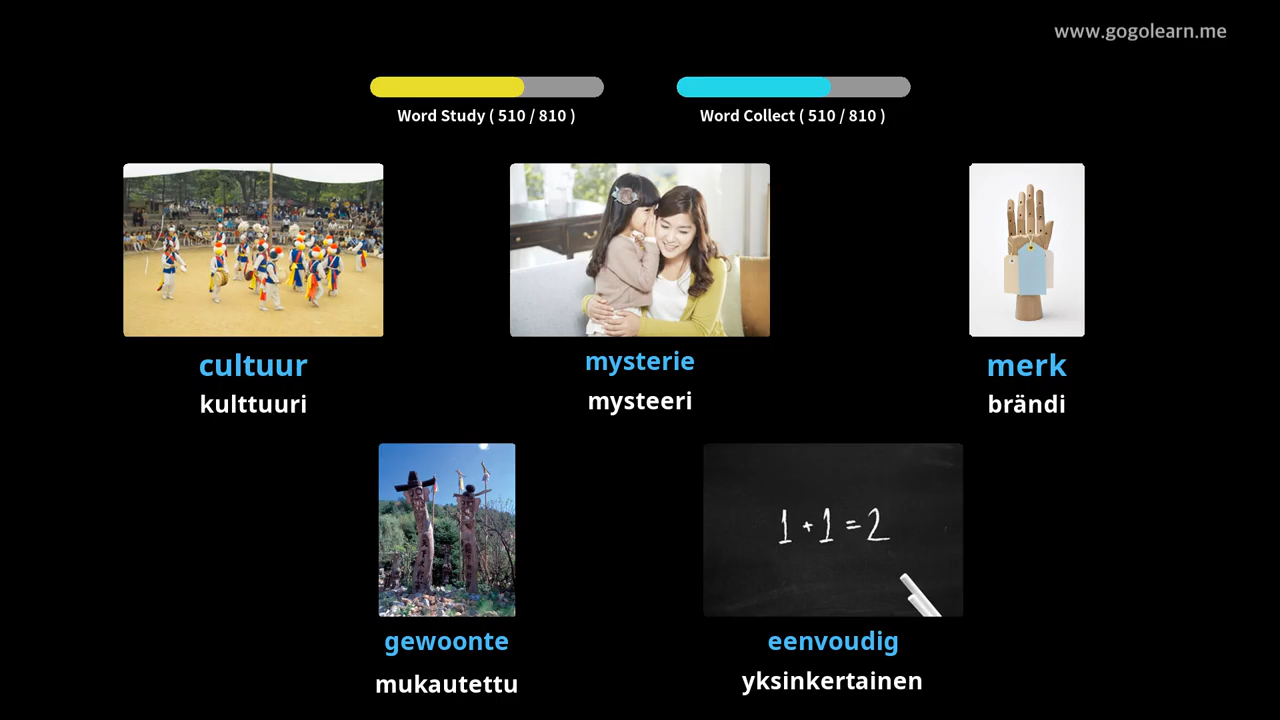 www.gogolearn.me
Word Study ( 510 / 810 )
Word Collect ( 510 / 810 )
cultuur
kulttuuri
mysterie
mysteeri
merk
brändi
gewoonte
mukautettu
1 + 1 = 2
eenvoudig
yksinkertainen